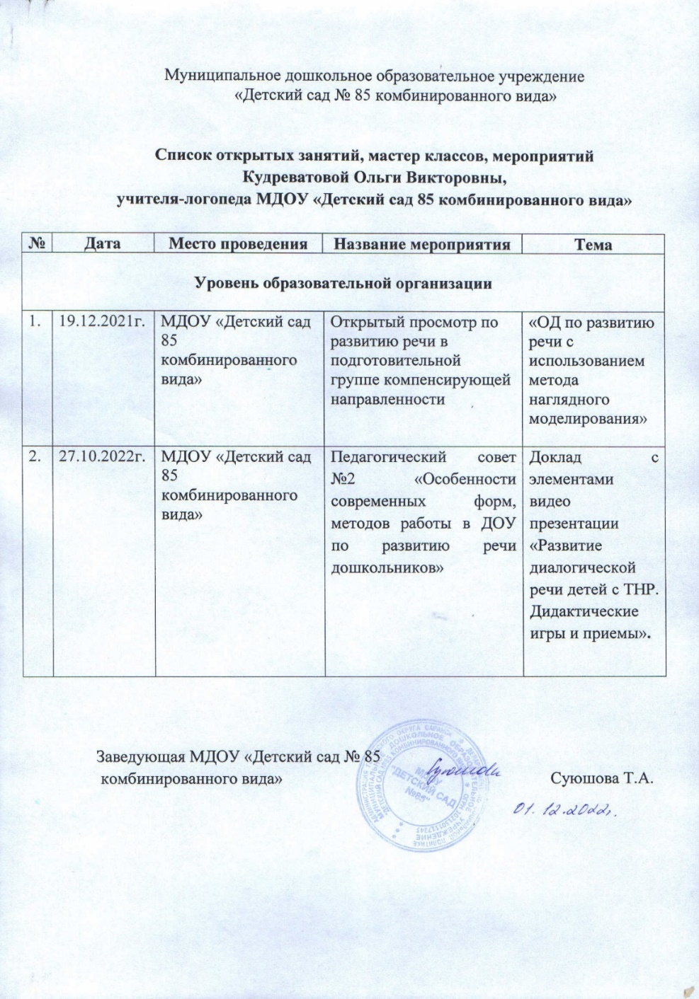 Муниципальное дошкольное образовательное учреждение
«Детский сад № 85 комбинированного вида»
Список открытых занятий, мастер классов, мероприятий
Кудреватовой Ольги Викторовны,
учителя-логопеда МДОУ «Детский сад 85 комбинированного вида»
№ Дата Место проведения Название мероприятия Тема
Уровень образовательной организации
1.
19.12.2021г.
МДОУ «Детский сад
85
комбинированного
вида»
Открытый просмотр по
развитию речи в
подготовительной
группе компенсирующей
направленности
«ОД по развитию
речи с
использованием
метода
наглядного
моделирования»
2.
27.10.2022г.
МДОУ «Детский сад
85
комбинированного
вида»
Педагогический совет
№2 «Особенности
современных форм,
методов работы в ДОУ
по развитию речи
дошкольников»
Доклад с
элементами
видео
презентации
«Развитие
диалогической
речи детей с ТНР.
Дидактические
игры и приемы».
Заведующая МДОУ «Детский сад № 85
комбинированного вида»
Суюшова Т.А.
01.12.2022г.
МДОУ
"ДЕТСКИЙ САД
№85"